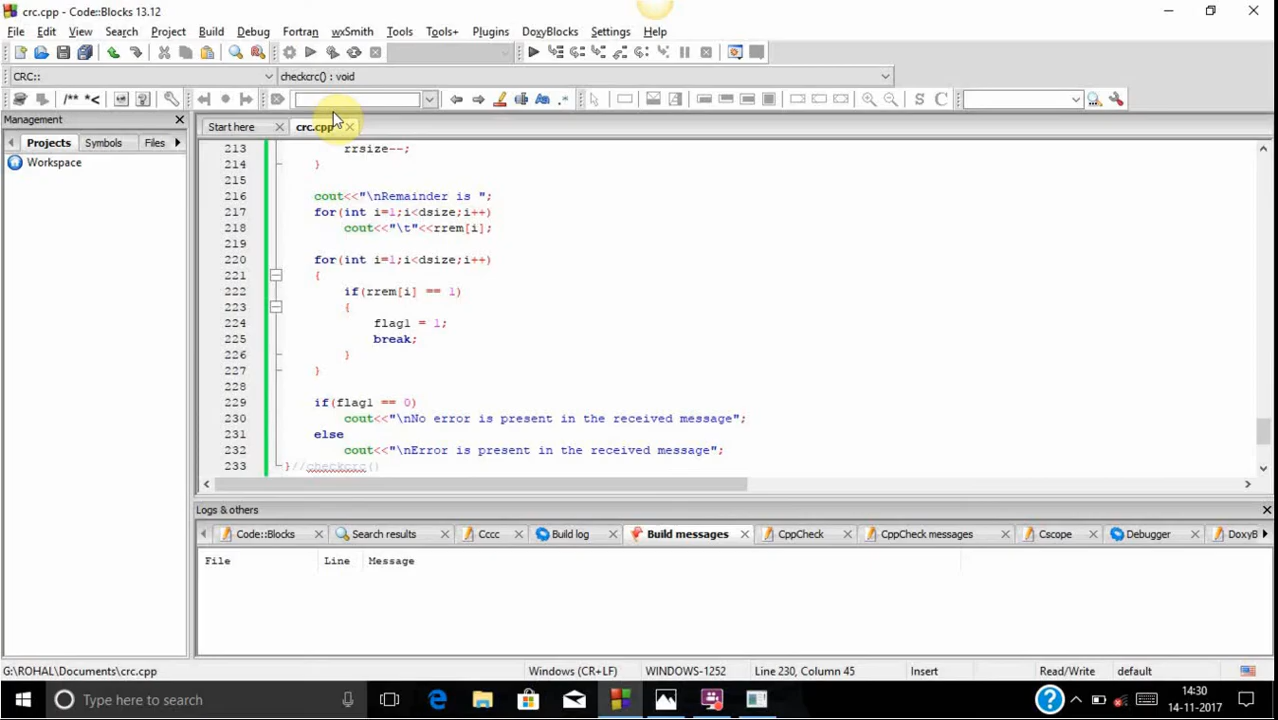 crc.cpp - Code::Blocks 13.12
File Edit View Search Project Build Debug Fortran wxSmith Tools Tools+ Plugins DoxyBlocks Settings Help
CRC:: checkcrc() : void
/** *< S C
Management
Start here crc.cpp
Projects Symbols Files
Workspace
213 rrsize--;
214 }
215
216 cout<<"\nRemainder is ";
217 for(int i=1;i<dsize;i++)
218 cout<<"\t"<<rrem[i];
219
220 for(int i=1;i<dsize;i++)
221 {
222 if(rrem[i] == 1)
223 {
224 flag1 = 1;
225 break;
226 }
227 }
228
229 if(flag1 == 0)
230 cout<<"\nNo error is present in the received message";
231 else
232 cout<<"\nError is present in the received message";
233 }//checkcrc()
Logs & others
Code::Blocks Search results Cccc Build log Build messages CppCheck CppCheck messages Cscope Debugger DoxyB
File Line Message
G:\ROHAL\Documents\crc.cpp Windows (CR+LF) WINDOWS-1252 Line 230, Column 45 Insert Read/Write default
Type here to search
14:30
14-11-2017